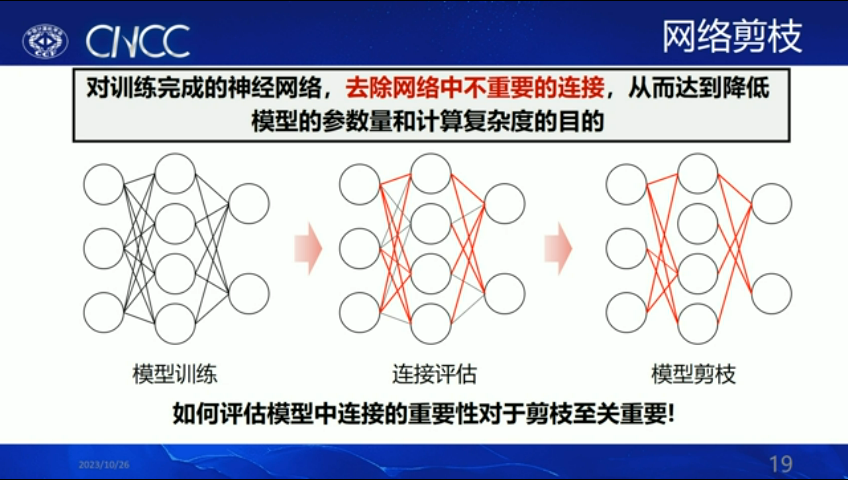 CNCC
网络剪枝
对训练完成的神经网络，去除网络中不重要的连接，从而达到降低
模型的参数量和计算复杂度的目的
模型训练
连接评估
模型剪枝
如何评估模型中连接的重要性对于剪枝至关重要!
2023/10/26
19